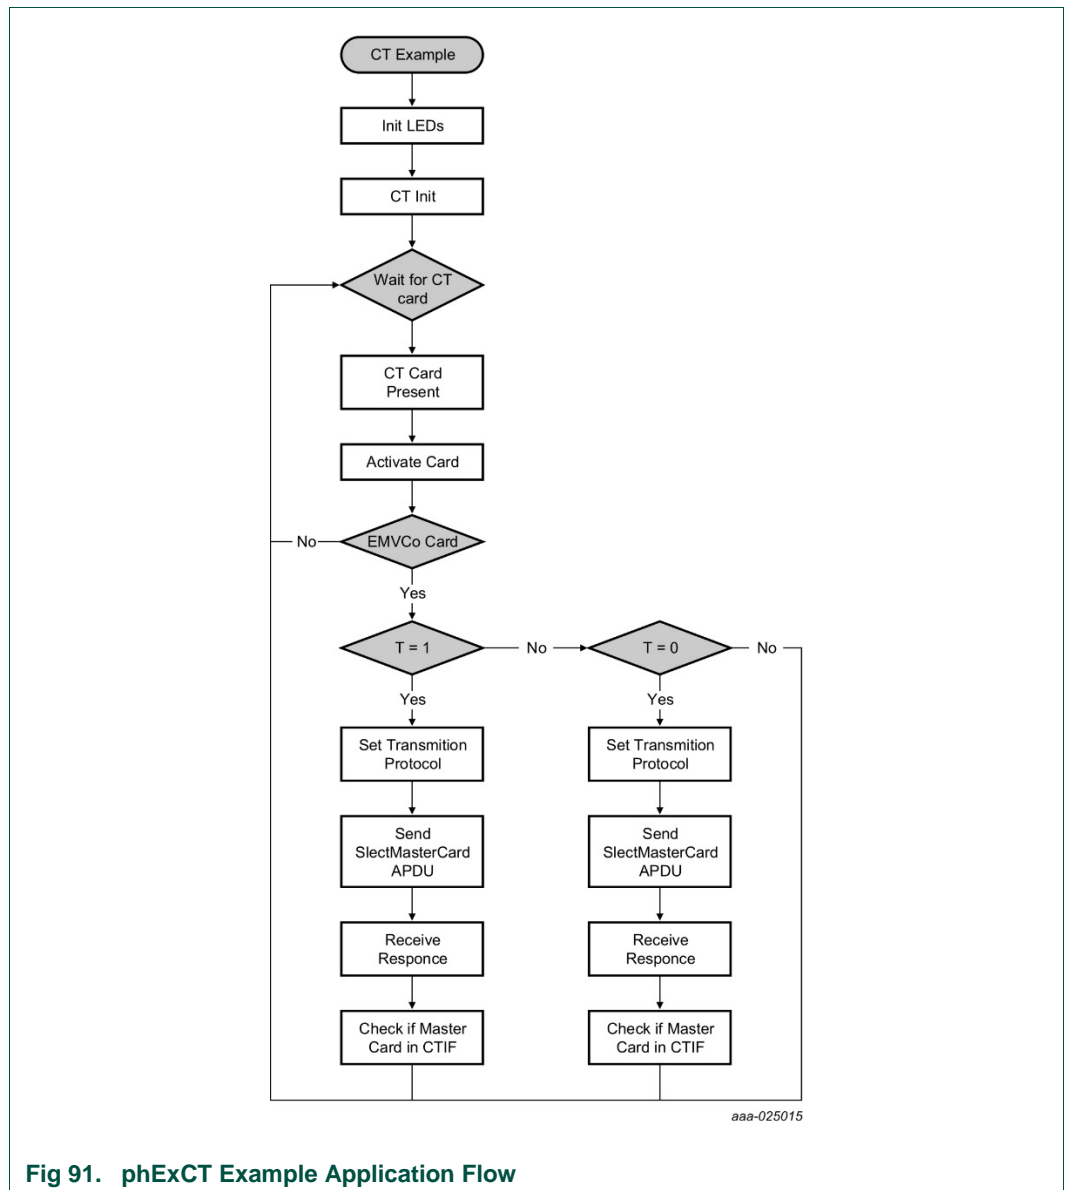 CT Example
Init LEDs
CT Init
Wait for CT
card
CT Card
Present
Activate Card
No
EMVCo Card
Yes
T = 1
No
T = 0
No
Yes
Yes
Set Transmition
Protocol
Set Transmition
Protocol
Send
SlectMasterCard
APDU
Send
SlectMasterCard
APDU
Receive
Responce
Receive
Responce
Check if Master
Card in CTIF
Check if Master
Card in CTIF
aaa-025015
Fig 91. phExCT Example Application Flow